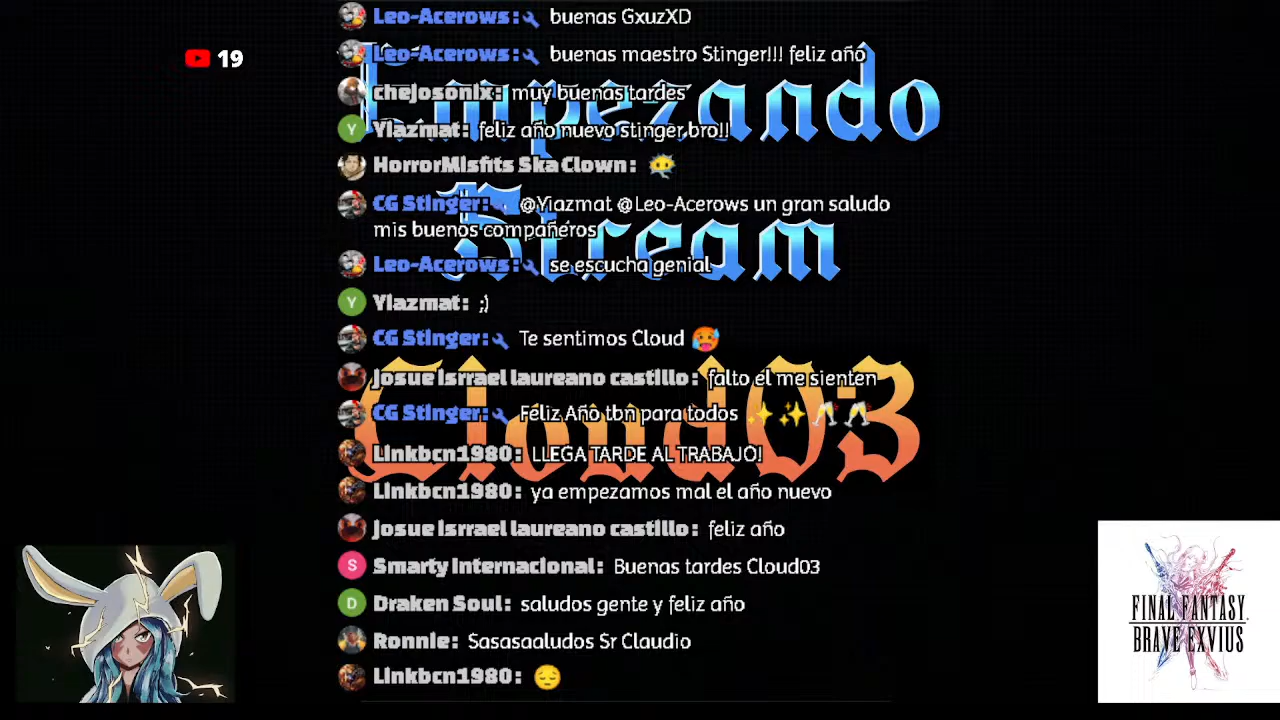 Leo-Acerows: buenas GxuzXD
19
Leo-Acerows: buenas maestro Stinger!!! feliz año
Empezando
chejosonix: muy buenas tardes
Yiazmat: feliz año nuevo stinger bro!!
HorrorMisfits Ska Clown:
CG Stinger: @Yiazmat @Leo-Acerows un gran saludo
mis buenos compañeros
Stream
Leo-Acerows: se escucha genial
Yiazmat: ;)
CG Stinger: Te sentimos Cloud 🥵
josue isrrael laureano castillo: falto el me sienten
CG Stinger: Feliz Año tbn para todos ✨✨🥂🥂
Cloud03
Linkbcn1980: LLEGA TARDE AL TRABAJO!
Linkbcn1980: ya empezamos mal el año nuevo
josue isrrael laureano castillo: feliz año
Smarty Internacional: Buenas tardes Cloud03
Draken Soul: saludos gente y feliz año
Ronnie: Sasasaaludos Sr Claudio
Linkbcn1980: 😔
FINAL FANTASY
BRAVE EXVIUS